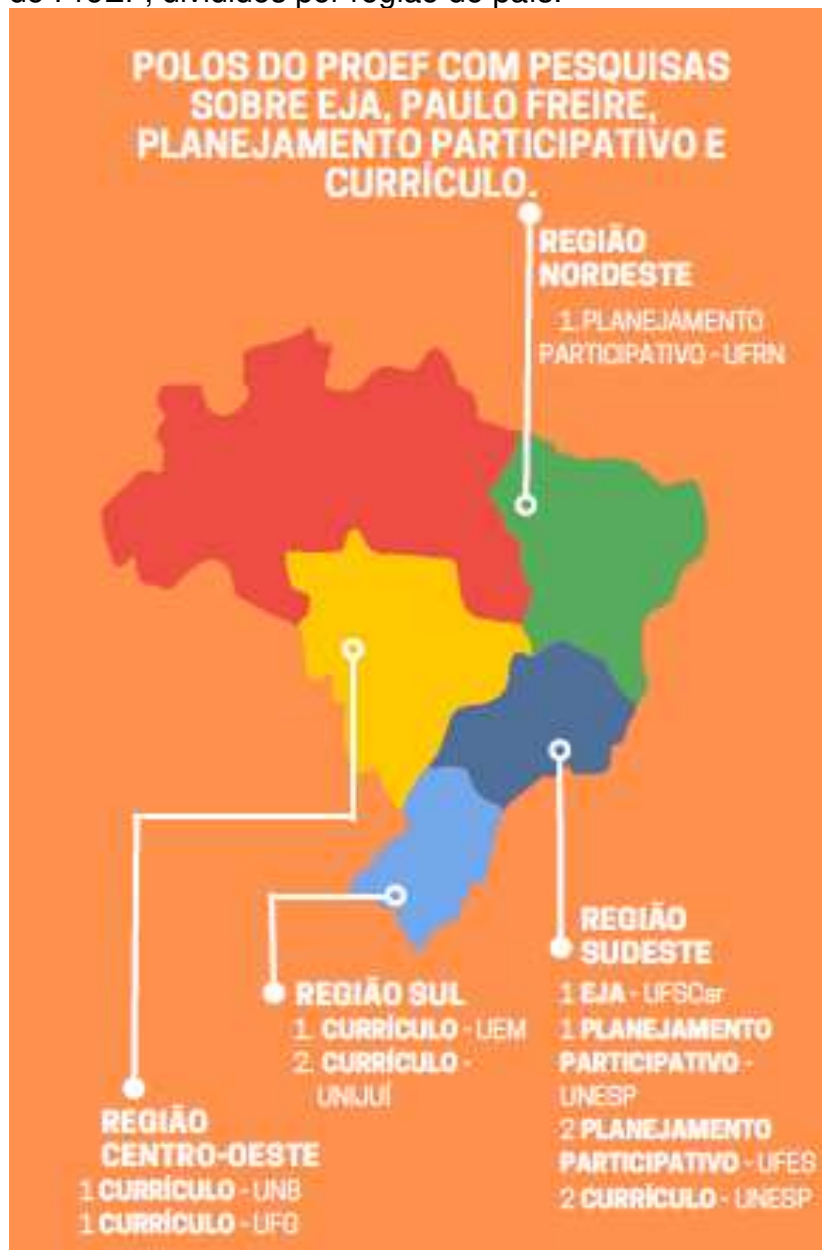 POLOS DO PROEF COM PESQUISAS
SOBRE EJA, PAULO FREIRE,
PLANEJAMENTO PARTICIPATIVO E
CURRÍCULO.
REGIÃO
NORDESTE
1. PLANEJAMENTO
PARTICIPATIVO - UFRN
REGIÃO
SUDESTE
1 EJA - UFSCar
1 PLANEJAMENTO
PARTICIPATIVO -
UNESP
2 PLANEJAMENTO
PARTICIPATIVO - UFES
2 CURRÍCULO - UNESP
REGIÃO SUL
1. CURRÍCULO - UEM
2. CURRÍCULO -
UNIJUÍ
REGIÃO
CENTRO-OESTE
1 CURRÍCULO - UNB
1 CURRÍCULO - UFG